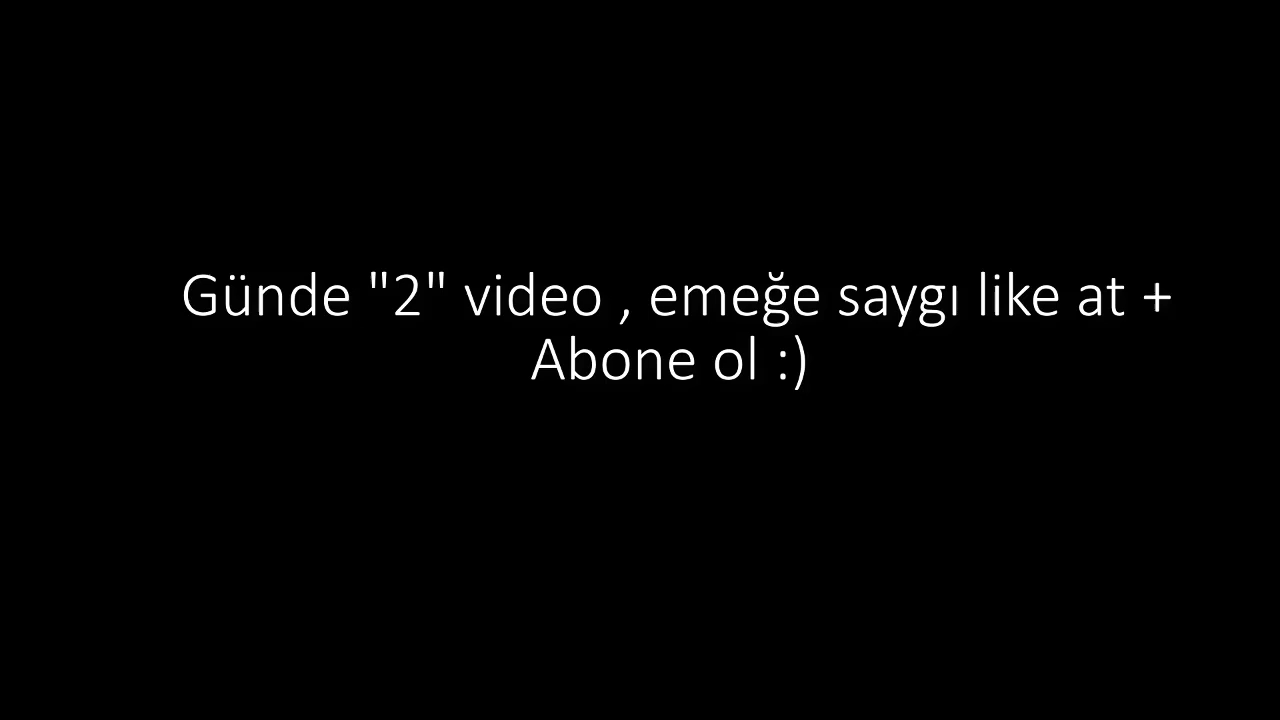 Günde "2" video , emeğe saygı like at +
Abone ol :)